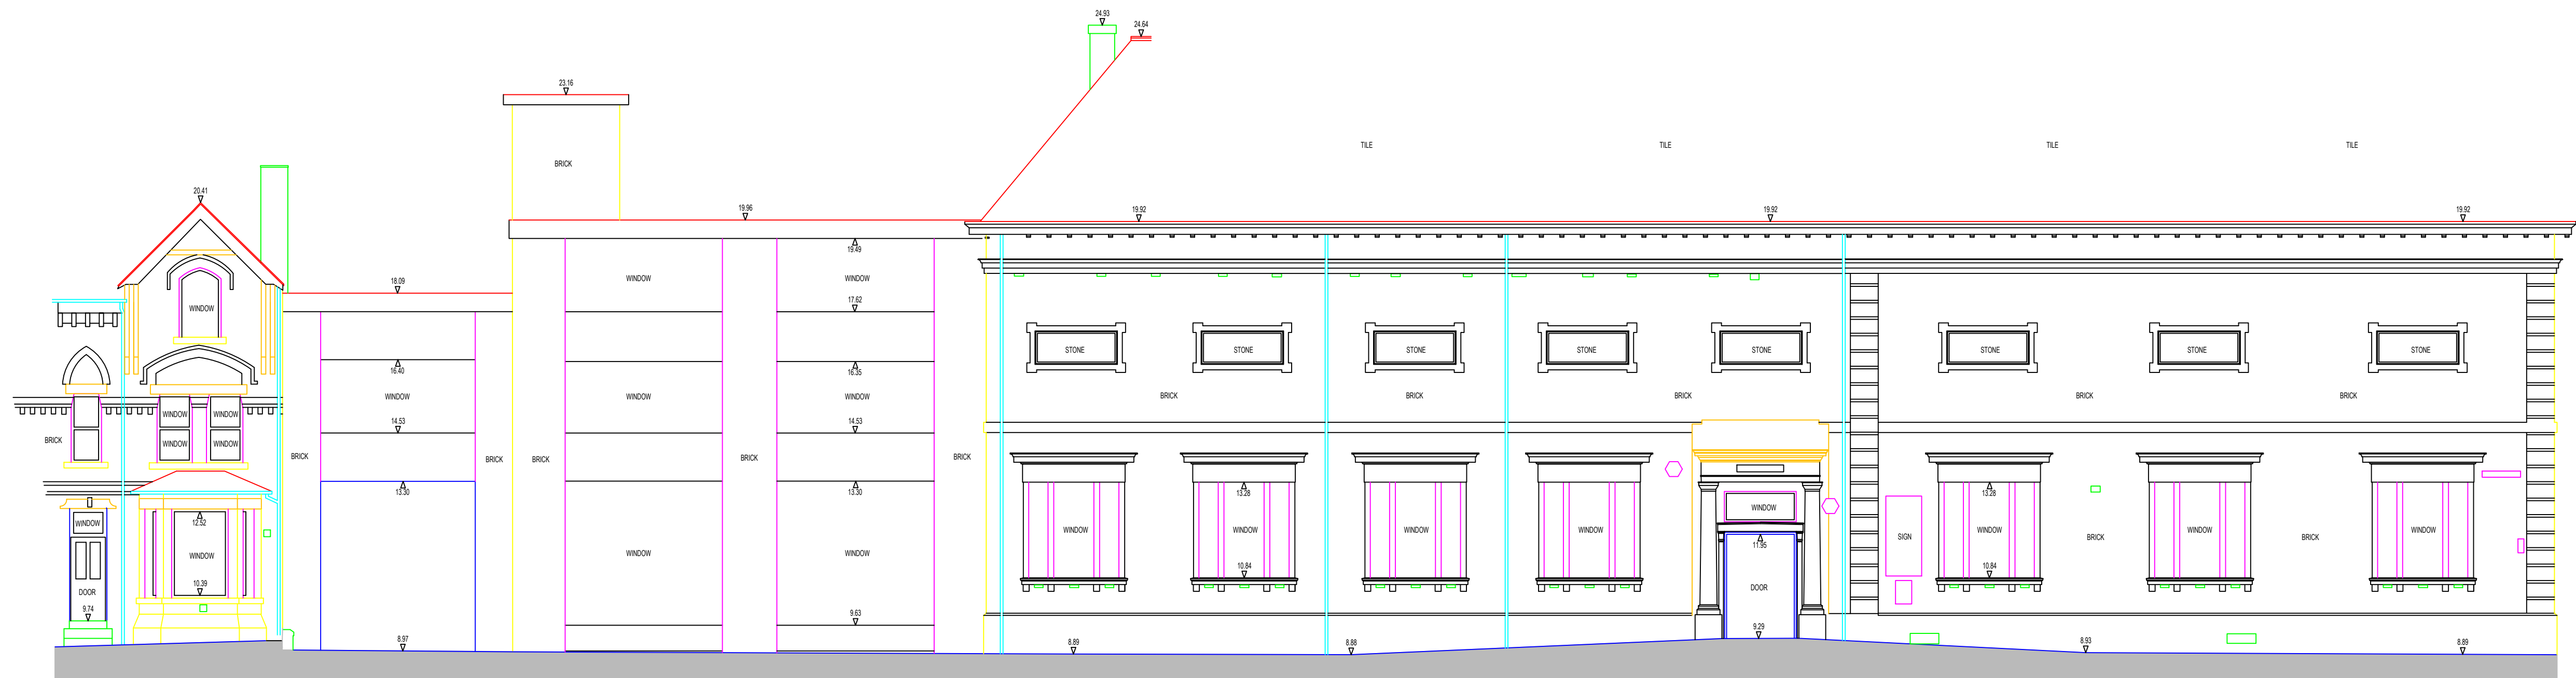 24.93
24.64
23.16
TILE TILE TILE TILE
BRICK
20.41
19.96 19.92 19.92 19.92
19.49
WINDOW WINDOW
18.09
17.62
WINDOW
STONE STONE STONE STONE STONE STONE STONE STONE
16.40 16.35
WINDOW WINDOW WINDOW
BRICK BRICK BRICK BRICK BRICK
WINDOW WINDOW
14.53 14.53
BRICK WINDOW WINDOW
BRICK BRICK BRICK BRICK BRICK
13.30 13.30 13.28 13.28
WINDOW 12.52
WINDOW
WINDOW WINDOW WINDOW WINDOW WINDOW WINDOW WINDOW
SIGN BRICK BRICK
11.95
WINDOW WINDOW WINDOW
10.84 10.84
10.39
DOOR DOOR
9.74 9.63
8.97 8.89 8.88 9.29 8.93 8.89